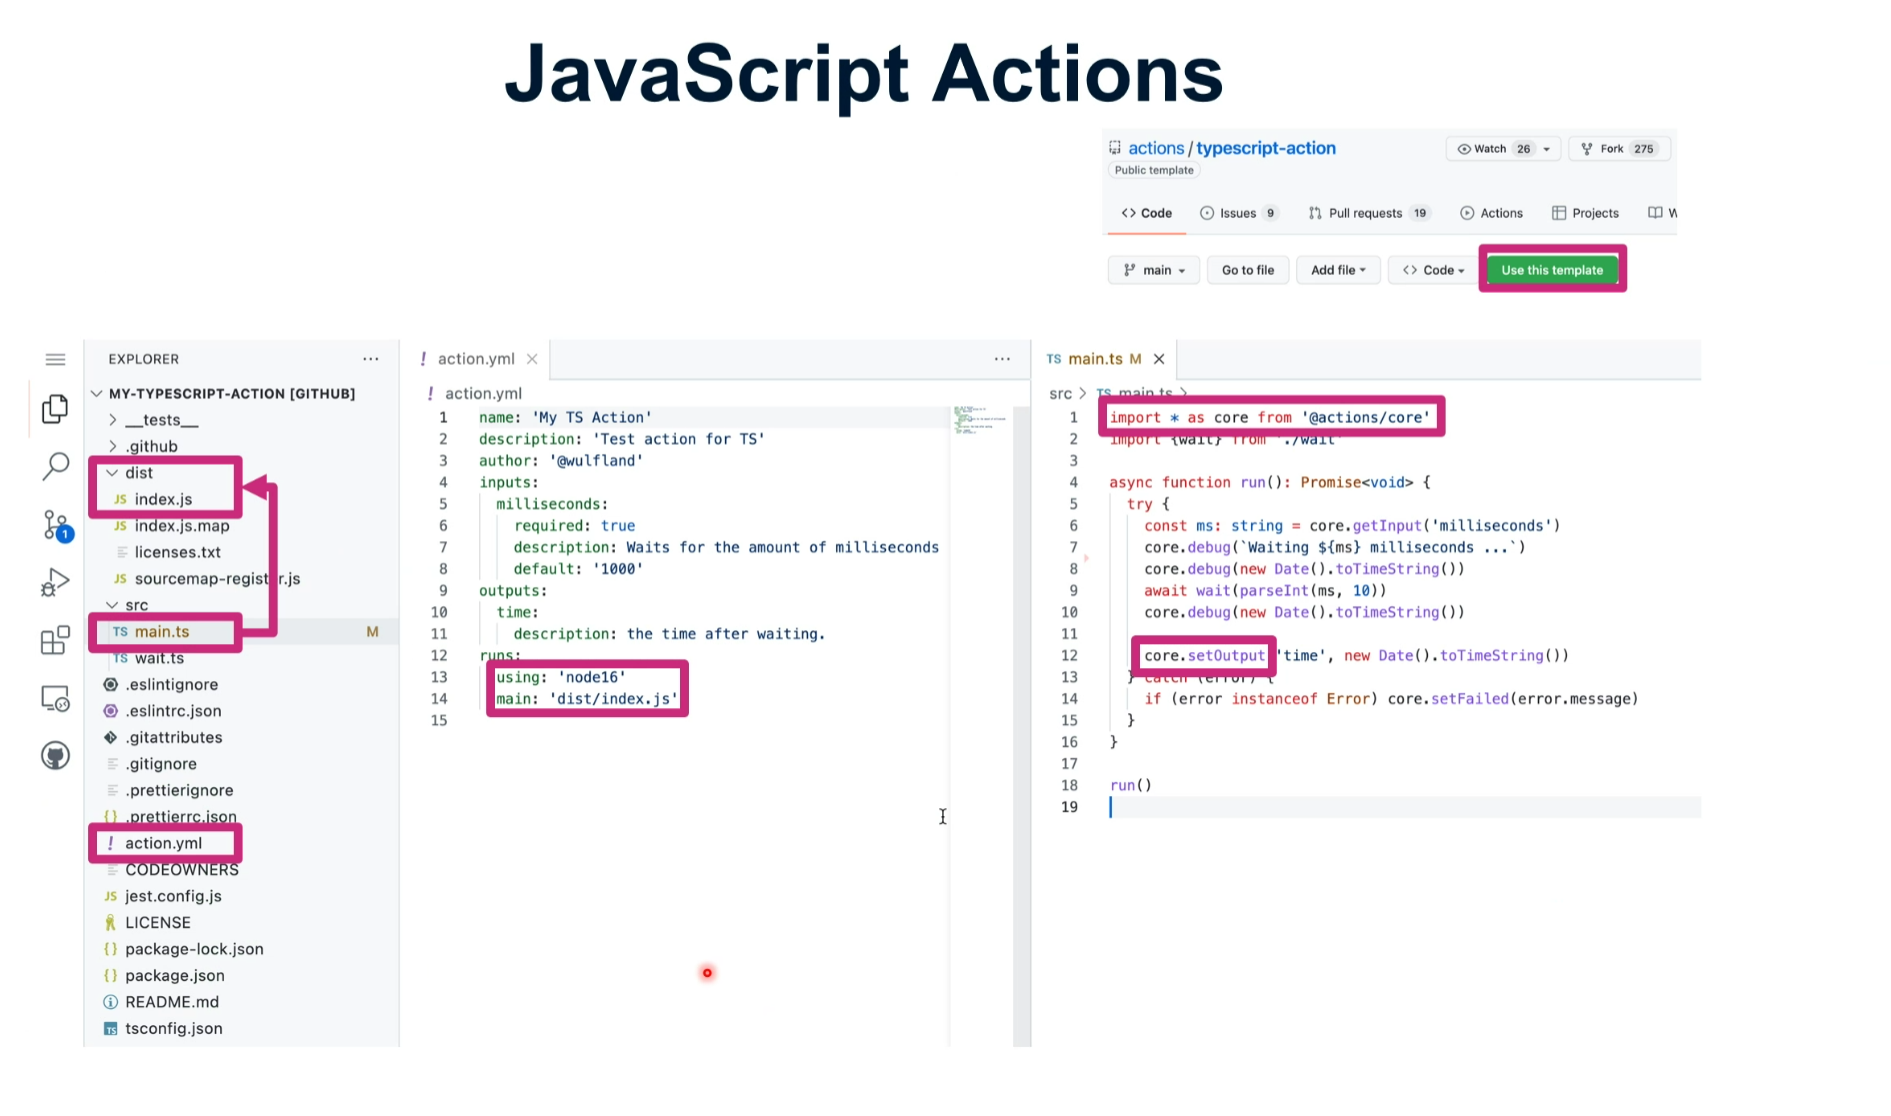 JavaScript Actions
actions / typescript-action
Watch 26
Fork 275
Public template
<> Code
Issues 9
Pull requests 19
Actions
Projects
W
main
Go to file
Add file
<> Code
Use this template
EXPLORER
MY-TYPESCRIPT-ACTION [GITHUB]
__tests__
.github
dist
JS index.js
JS index.js.map
licenses.txt
JS sourcemap-register.js
src
TS main.ts M
TS wait.ts
.eslintignore
.eslintrc.json
.gitattributes
.gitignore
.prettierignore
{} .prettierrc.json
! action.yml
CODEOWNERS
JS jest.config.js
LICENSE
{} package-lock.json
{} package.json
README.md
TS tsconfig.json
1
! action.yml
! action.yml
1 name: 'My TS Action'
2 description: 'Test action for TS'
3 author: '@wulfland'
4 inputs:
5 milliseconds:
6 required: true
7 description: Waits for the amount of milliseconds
8 default: '1000'
9 outputs:
10 time:
11 description: the time after waiting.
12 runs:
13 using: 'node16'
14 main: 'dist/index.js'
15
TS main.ts M
src > TS main.ts >
1 import * as core from '@actions/core'
2 import {wait} from './wait'
3
4 async function run(): Promise<void> {
5 try {
6 const ms: string = core.getInput('milliseconds')
7 core.debug(`Waiting ${ms} milliseconds ...`)
8 core.debug(new Date().toTimeString())
9 await wait(parseInt(ms, 10))
10 core.debug(new Date().toTimeString())
11
12 core.setOutput('time', new Date().toTimeString())
13 } catch (error) {
14 if (error instanceof Error) core.setFailed(error.message)
15 }
16 }
17
18 run()
19